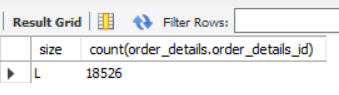 Result Grid Filter Rows:
size count(order_details.order_details_id)
L 18526